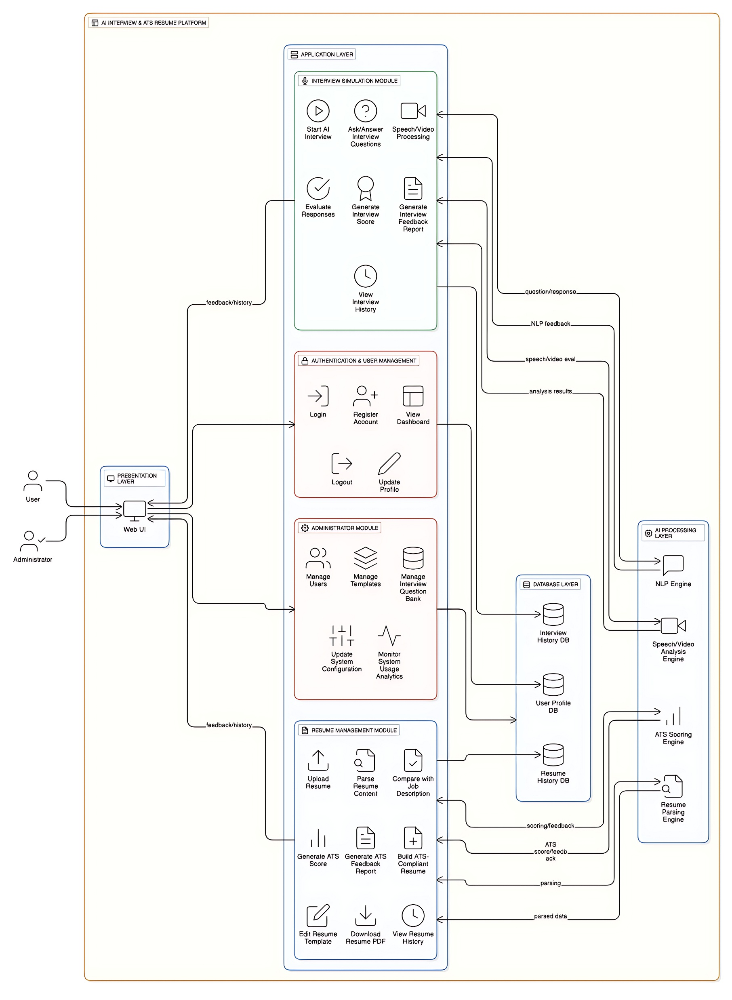 AI INTERVIEW & ATS RESUME PLATFORM
APPLICATION LAYER
INTERVIEW SIMULATION MODULE
Start AI
Interview
Ask/Answer
Interview
Questions
Speech/Video
Processing
Evaluate
Responses
Generate
Interview
Score
Generate
Interview
Feedback
Report
View
Interview
History
feedback/history
question/response
NLP feedback
speech/video eval
analysis results
AUTHENTICATION & USER MANAGEMENT
Login
Register
Account
View
Dashboard
Logout
Update
Profile
User
Administrator
PRESENTATION
LAYER
Web UI
ADMINISTRATOR MODULE
Manage
Users
Manage
Templates
Manage
Interview
Question
Bank
Update
System
Configuration
Monitor
System
Usage
Analytics
DATABASE LAYER
Interview
History DB
User Profile
DB
Resume
History DB
AI PROCESSING
LAYER
NLP Engine
Speech/Video
Analysis
Engine
ATS Scoring
Engine
Resume
Parsing
Engine
feedback/history
RESUME MANAGEMENT MODULE
Upload
Resume
Parse
Resume
Content
Compare with
Job
Description
Generate ATS
Score
Generate ATS
Feedback
Report
Build ATS-
Compliant
Resume
Edit Resume
Template
Download
Resume PDF
View Resume
History
scoring/feedback
ATS
score/feedb
ack
parsing
parsed data